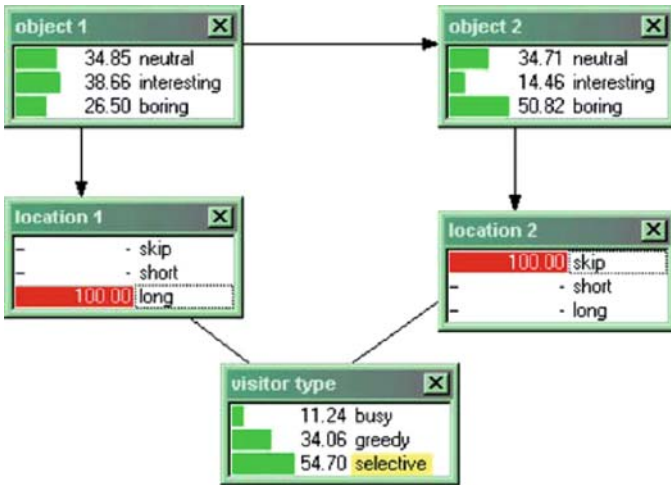 object 1
34.85 neutral
38.66 interesting
26.50 boring
object 2
34.71 neutral
14.46 interesting
50.82 boring
location 1
- - skip
- - short
100.00 long
location 2
100.00 skip
- - short
- - long
visitor type
11.24 busy
34.06 greedy
54.70 selective